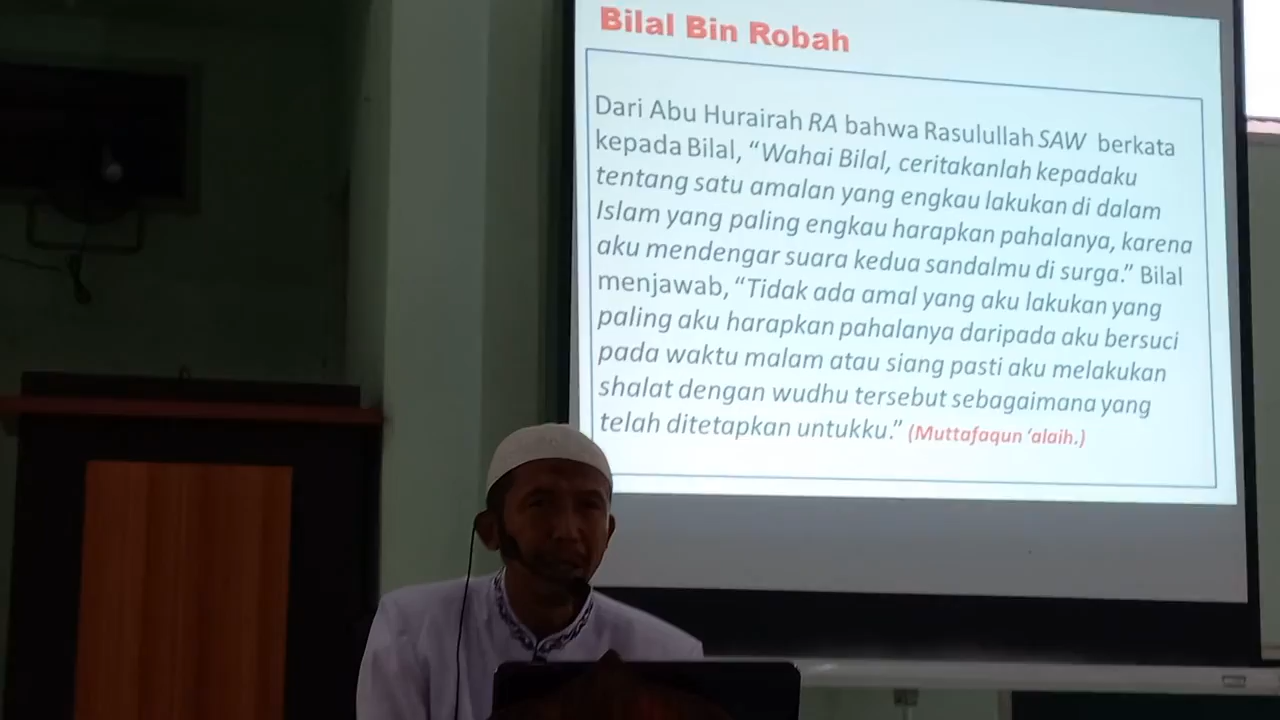 Bilal Bin Robah
Dari Abu Hurairah RA bahwa Rasulullah SAW berkata
kepada Bilal, “Wahai Bilal, ceritakanlah kepadaku
tentang satu amalan yang engkau lakukan di dalam
Islam yang paling engkau harapkan pahalanya, karena
aku mendengar suara kedua sandalmu di surga.” Bilal
menjawab, “Tidak ada amal yang aku lakukan yang
paling aku harapkan pahalanya daripada aku bersuci
pada waktu malam atau siang pasti aku melakukan
shalat dengan wudhu tersebut sebagaimana yang
telah ditetapkan untukku.” (Muttafaqun ‘alaih.)